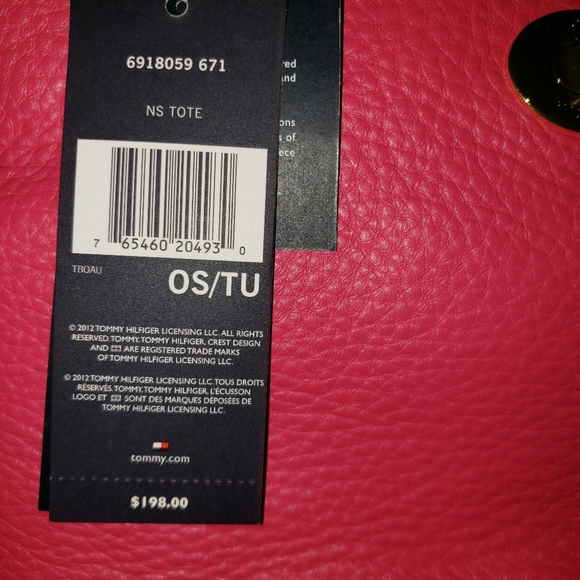 6918059 671
NS TOTE
7 65460 20493 0
TBOAU
OS/TU
© 2012 TOMMY HILFIGER LICENSING LLC. ALL RIGHTS
RESERVED. TOMMY, TOMMY HILFIGER, CREST DESIGN
AND ARE REGISTERED TRADE MARKS
OF TOMMY HILFIGER LICENSING, LLC.
© 2012 TOMMY HILFIGER LICENSING LLC. TOUS DROITS
RÉSERVÉS. TOMMY, TOMMY HILFIGER, L'ÉCUSSON
LOGO ET SONT DES MARQUES DÉPOSÉES DE
TOMMY HILFIGER LICENSING, LLC.
tommy.com
$198.00
and
s of